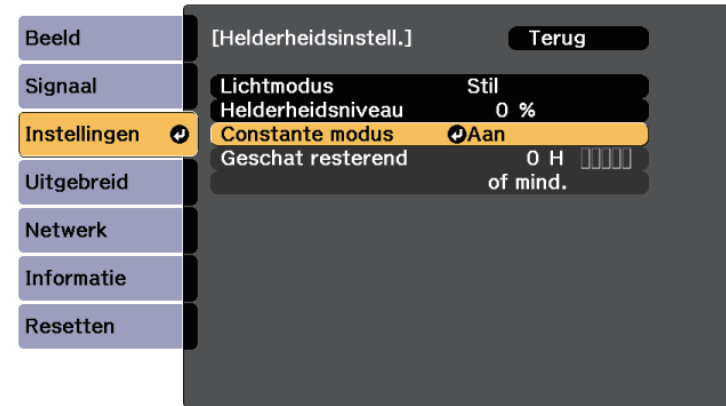 Beeld
Signaal
Instellingen
Uitgebreid
Netwerk
Informatie
Resetten
[Helderheidsinstell.] Terug
Lichtmodus Stil
Helderheidsniveau 0 %
Constante modus Aan
Geschat resterend 0 H
of mind.